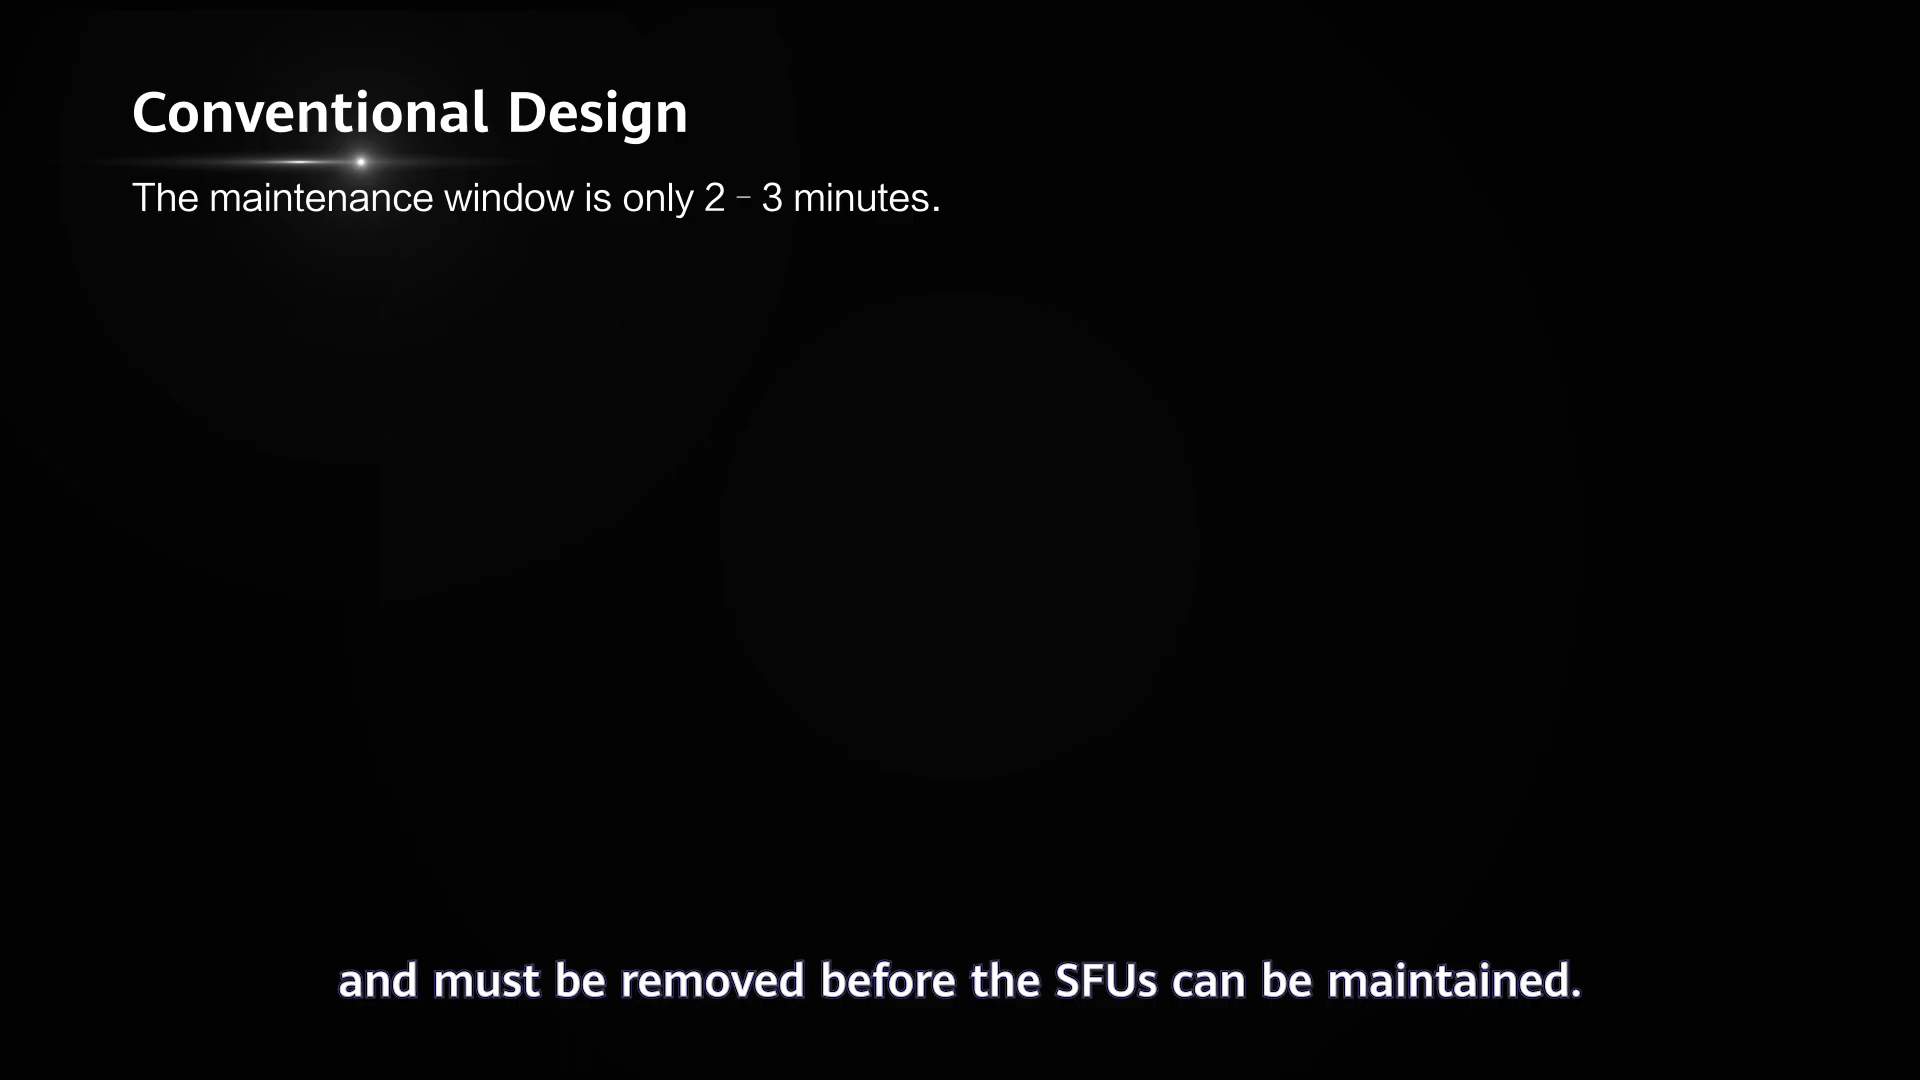 Conventional Design
The maintenance window is only 2 – 3 minutes.
and must be removed before the SFUs can be maintained.